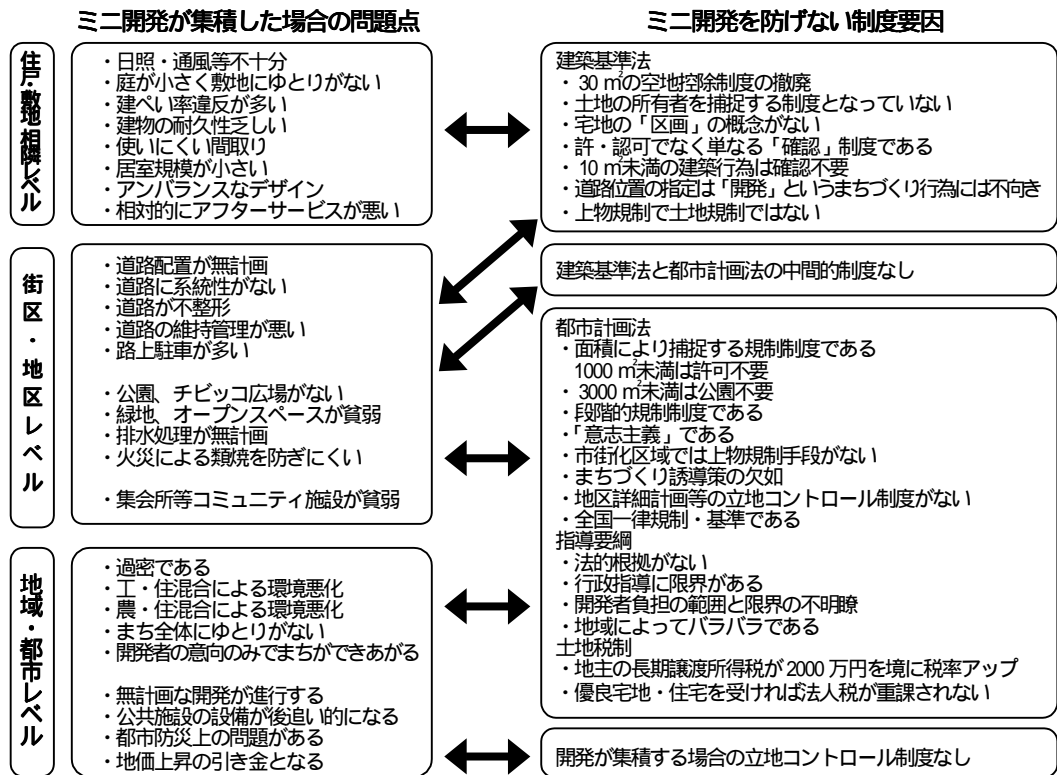 ミニ開発が集積した場合の問題点
ミニ開発を防げない制度要因
住戸・敷地相隣レベル
・日照・通風等不十分
・庭が小さく敷地にゆとりがない
・建ぺい率違反が多い
・建物の耐久性乏しい
・使いにくい間取り
・居室規模が小さい
・アンバランスなデザイン
・相対的にアフターサービスが悪い
建築基準法
・30㎡の空地控除制度の撤廃
・土地の所有者を捕捉する制度となっていない
・宅地の「区画」の概念がない
・許・認可でなく単なる「確認」制度である
・10㎡未満の建築行為は確認不要
・道路位置の指定は「開発」というまちづくり行為には不向き
・上物規制で土地規制ではない
街区・地区レベル
・道路配置が無計画
・道路に系統性がない
・道路が不整形
・道路の維持管理が悪い
・路上駐車が多い
・公園、チビッコ広場がない
・緑地、オープンスペースが貧弱
・排水処理が無計画
・火災による類焼を防ぎにくい
・集会所等コミュニティ施設が貧弱
建築基準法と都市計画法の中間的制度なし
都市計画法
・面積により捕捉する規制制度である
1000㎡未満は許可不要
・3000㎡未満は公園不要
・段階的規制制度である
・「意志主義」である
・市街化区域では上物規制手段がない
・まちづくり誘導策の欠如
・地区詳細計画等の立地コントロール制度がない
・全国一律規制・基準である
指導要綱
・法的根拠がない
・行政指導に限界がある
・開発者負担の範囲と限界の不明瞭
・地域によってバラバラである
土地税制
・地主の長期譲渡所得税が2000万円を境に税率アップ
・優良宅地・住宅を受ければ法人税が重課されない
地域・都市レベル
・過密である
・工・住混合による環境悪化
・農・住混合による環境悪化
・まち全体にゆとりがない
・開発者の意向のみでまちができあがる
・無計画な開発が進行する
・公共施設の設備が後追い的になる
・都市防災上の問題がある
・地価上昇の引き金となる
開発が集積する場合の立地コントロール制度なし